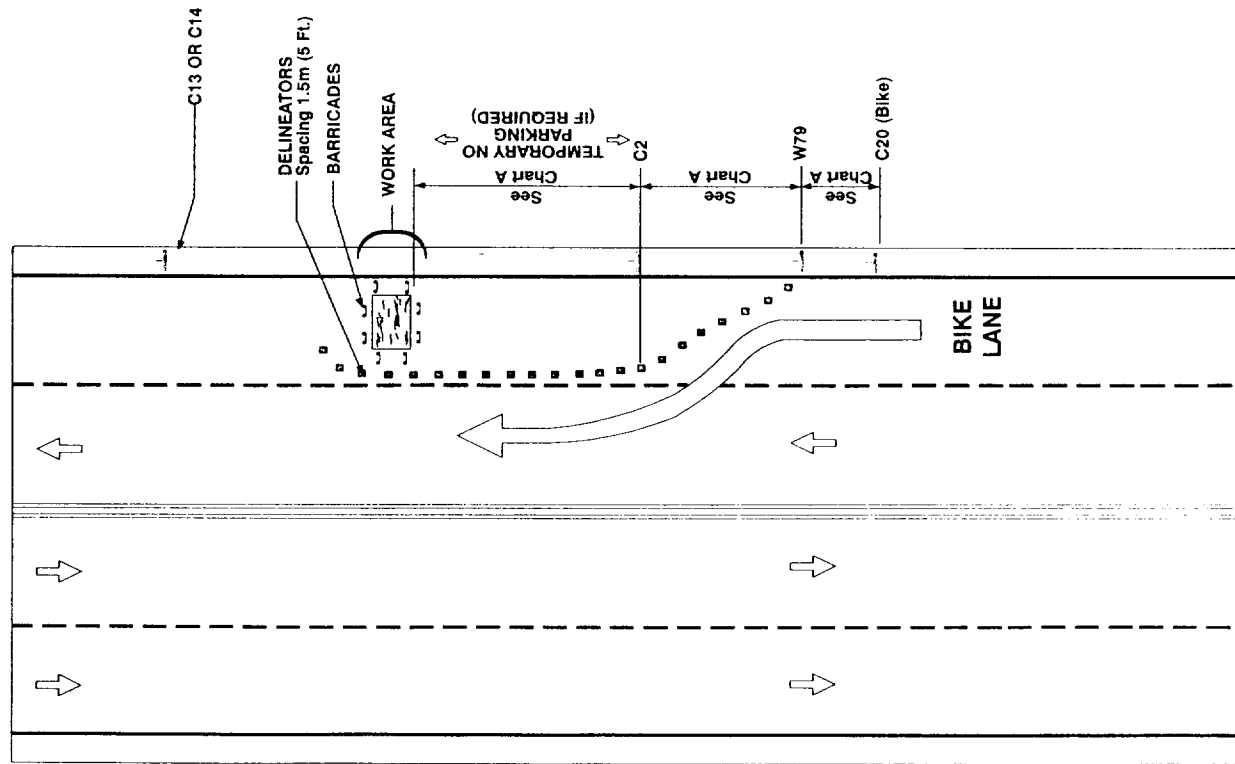 C13 OR C14
DELINEATORS
Spacing 1.5m (5 Ft.)
BARRICADES
WORK AREA
TEMPORARY NO
PARKING
(IF REQUIRED)
C2
W79
C20 (Bike)
See
Chart A
See
Chart A
See
Chart A
BIKE
LANE